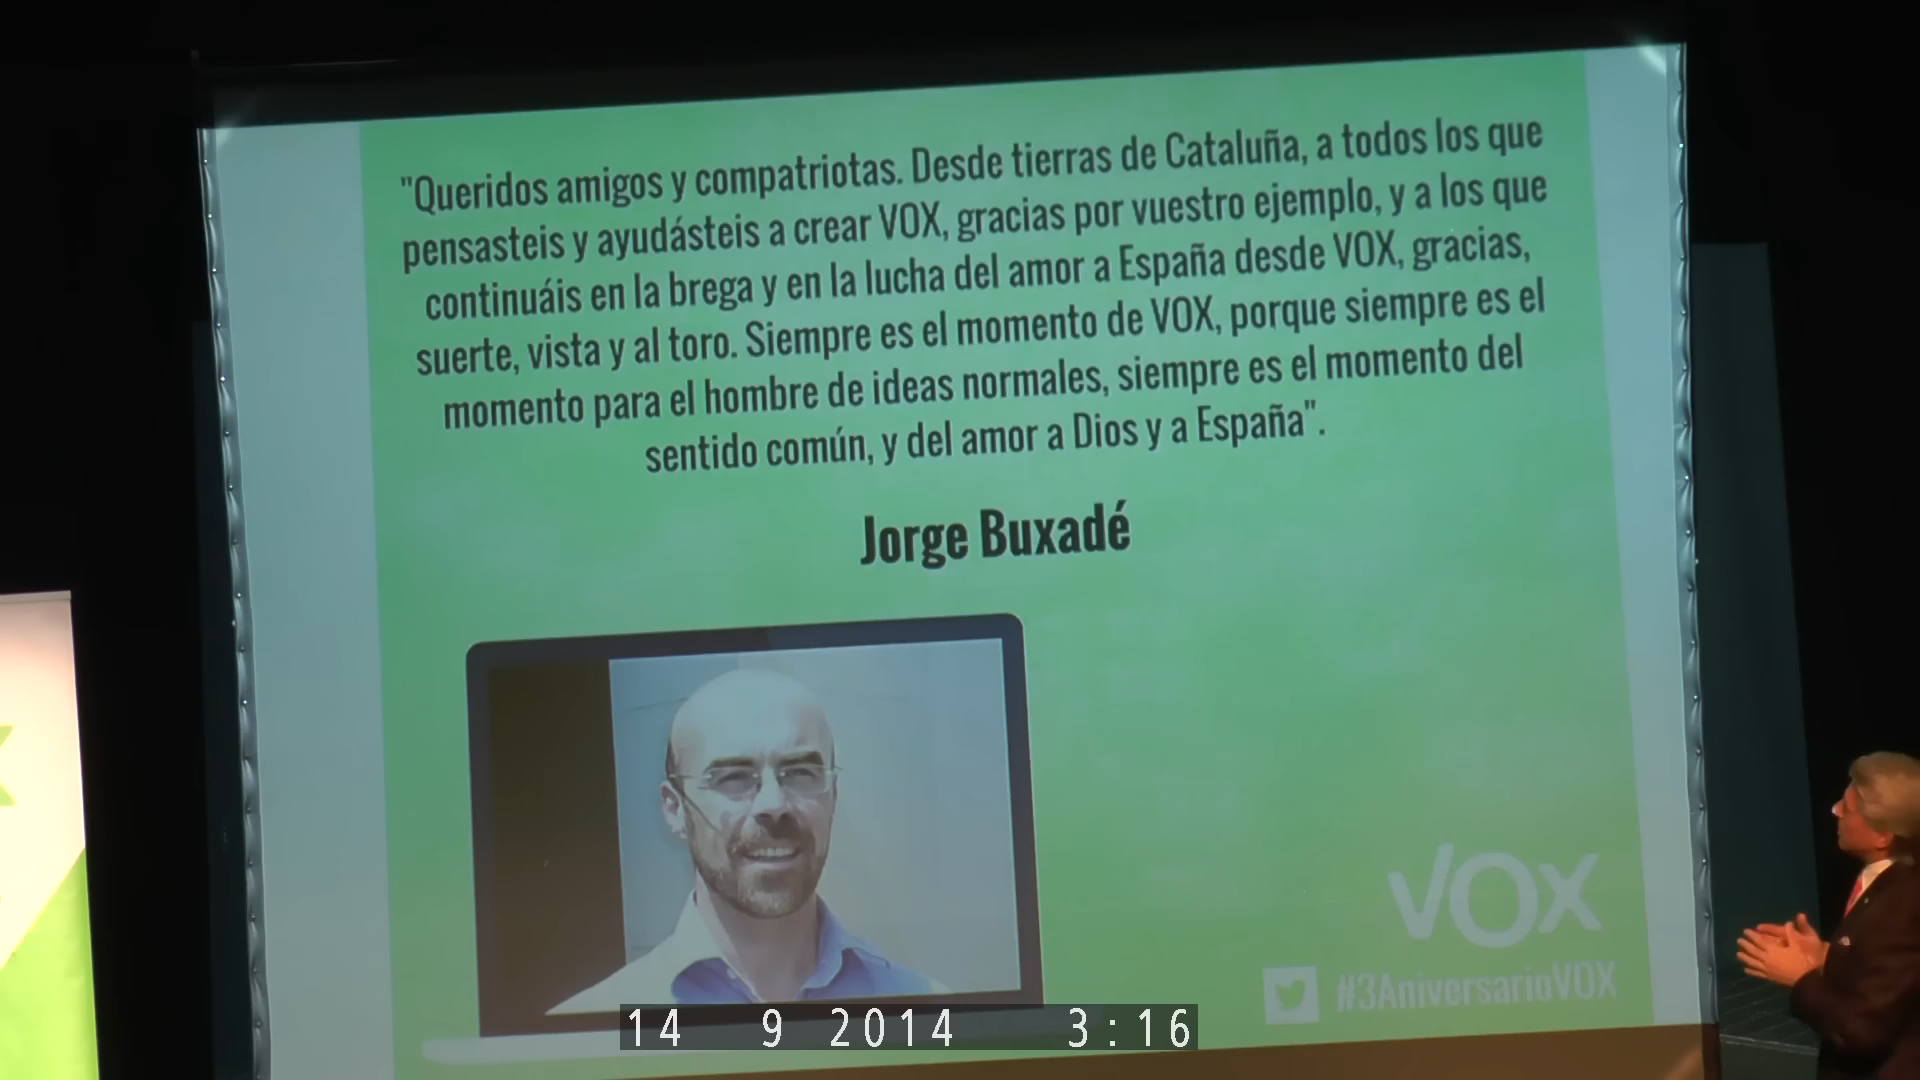 "Queridos amigos y compatriotas. Desde tierras de Cataluña, a todos los que
pensasteis y ayudásteis a crear VOX, gracias por vuestro ejemplo, y a los que
continuáis en la brega y en la lucha del amor a España desde VOX, gracias,
suerte, vista y al toro. Siempre es el momento de VOX, porque siempre es el
momento para el hombre de ideas normales, siempre es el momento del
sentido común, y del amor a Dios y a España".
Jorge Buxadé
VOX
#3AniversarioVOX
14 9 2014 3:16